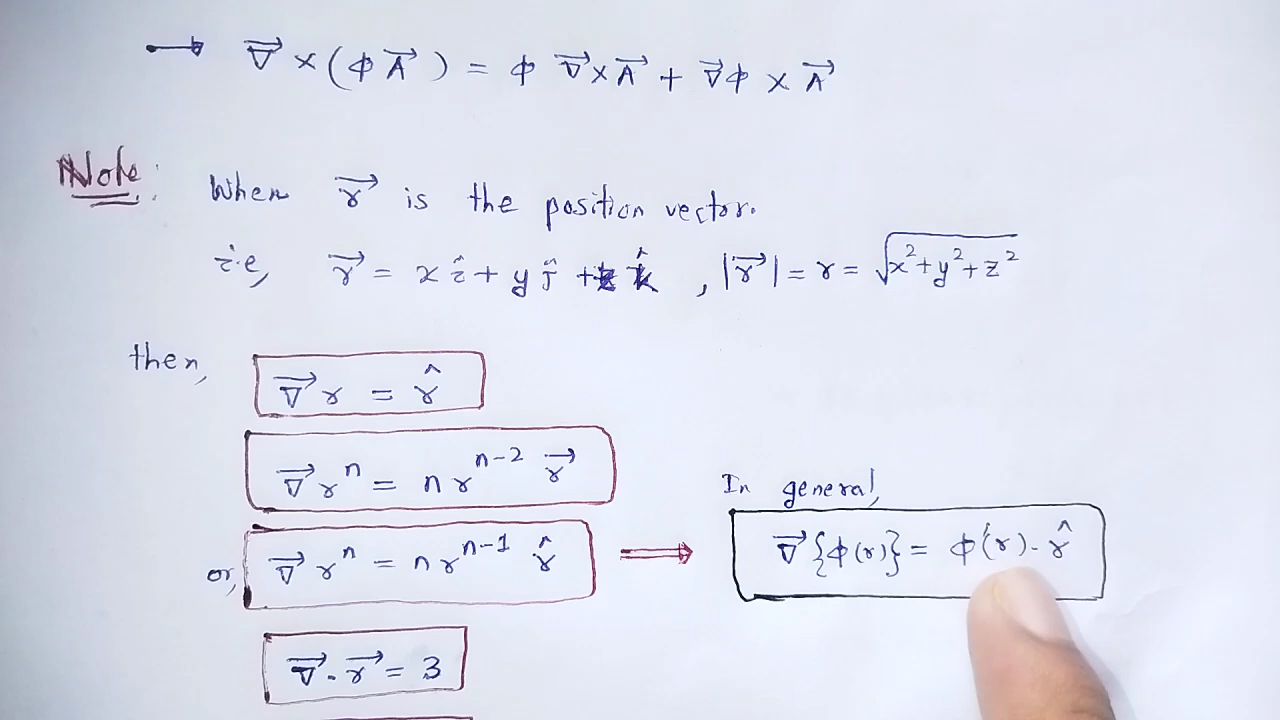 → ∇⃗ × (ϕ A⃗) = ϕ ∇⃗ × A⃗ + ∇⃗ϕ × A⃗
Note:
When r⃗ is the position vector.
i.e, r⃗ = x î + y ĵ + z k̂ , |r⃗| = r = √(x² + y² + z²)
then,
∇⃗ r = r̂
∇⃗ rⁿ = n rⁿ⁻² r⃗
or, ∇⃗ rⁿ = n rⁿ⁻¹ r̂ ⇒
In general,
∇⃗ {ϕ(r)} = ϕ'(r) · r̂
∇⃗ · r⃗ = 3